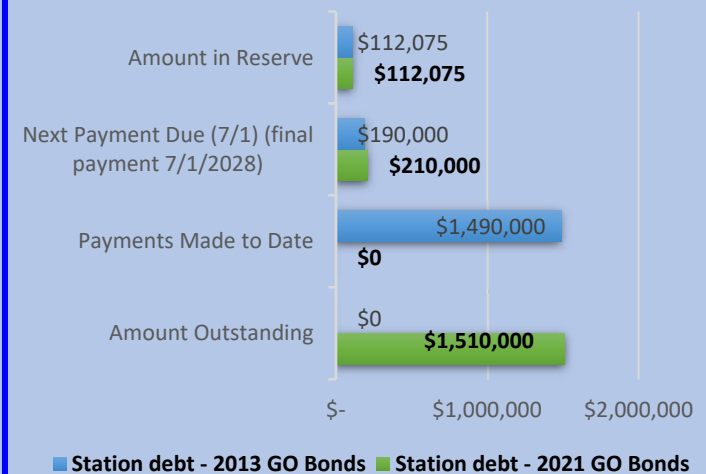 Amount in Reserve
$112,075
$112,075
Next Payment Due (7/1) (final
payment 7/1/2028)
$190,000
$210,000
Payments Made to Date
$1,490,000
$0
Amount Outstanding
$0
$1,510,000
$- $1,000,000 $2,000,000
Station debt - 2013 GO Bonds Station debt - 2021 GO Bonds